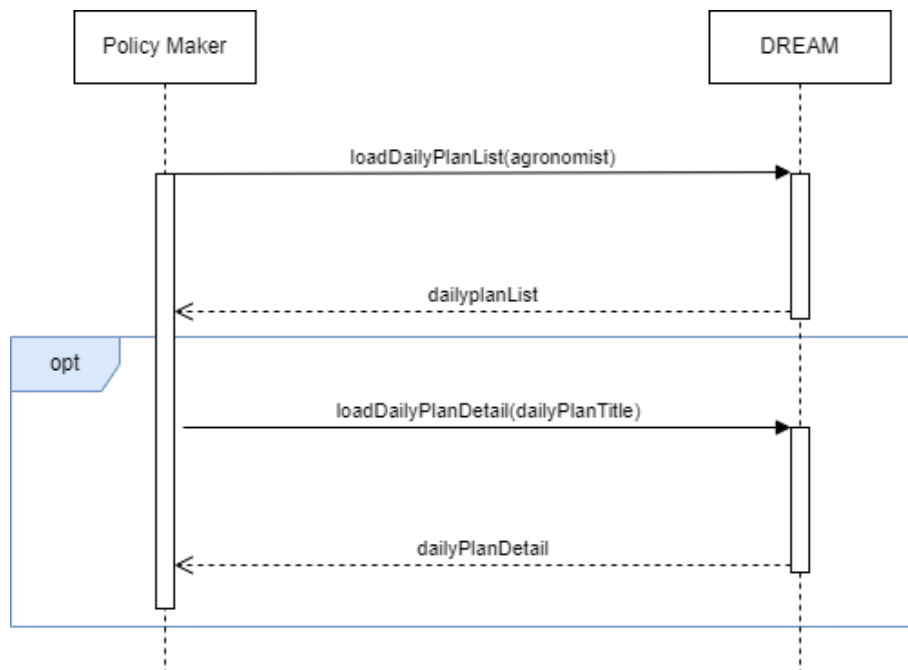 Policy Maker
DREAM
loadDailyPlanList(agronomist)
dailyplanList
opt
loadDailyPlanDetail(dailyPlanTitle)
dailyPlanDetail